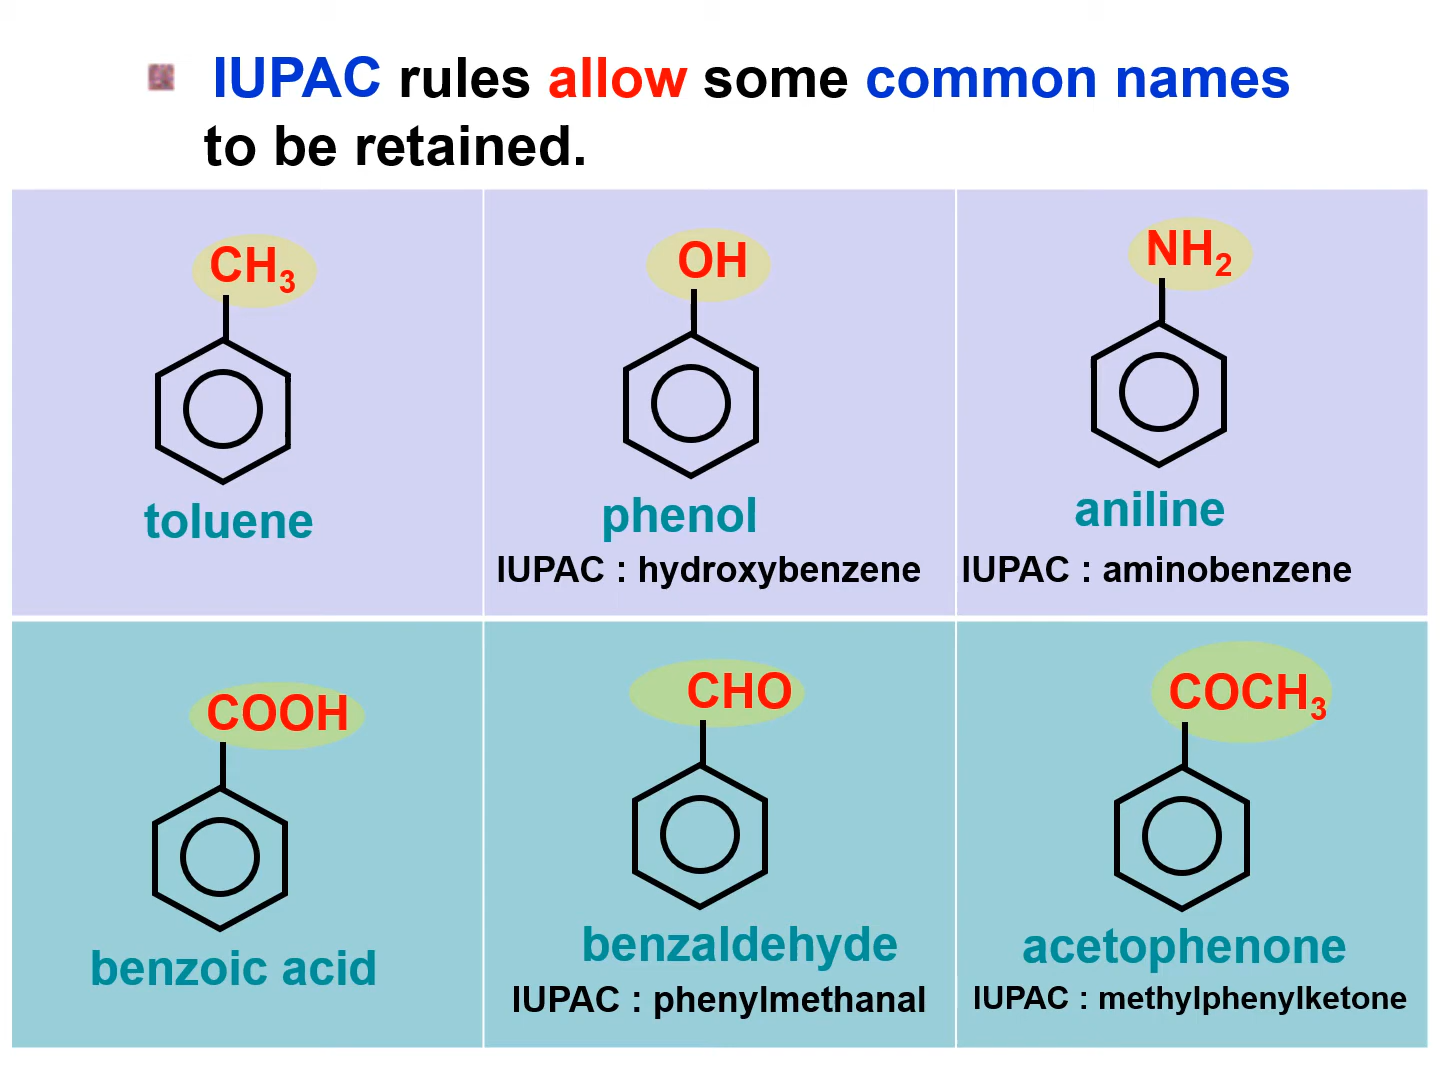 IUPAC rules allow some common names
to be retained.
CH₃
OH
NH₂
toluene
phenol
aniline
IUPAC : hydroxybenzene
IUPAC : aminobenzene
COOH
CHO
COCH₃
benzoic acid
benzaldehyde
acetophenone
IUPAC : phenylmethanal
IUPAC : methylphenylketone